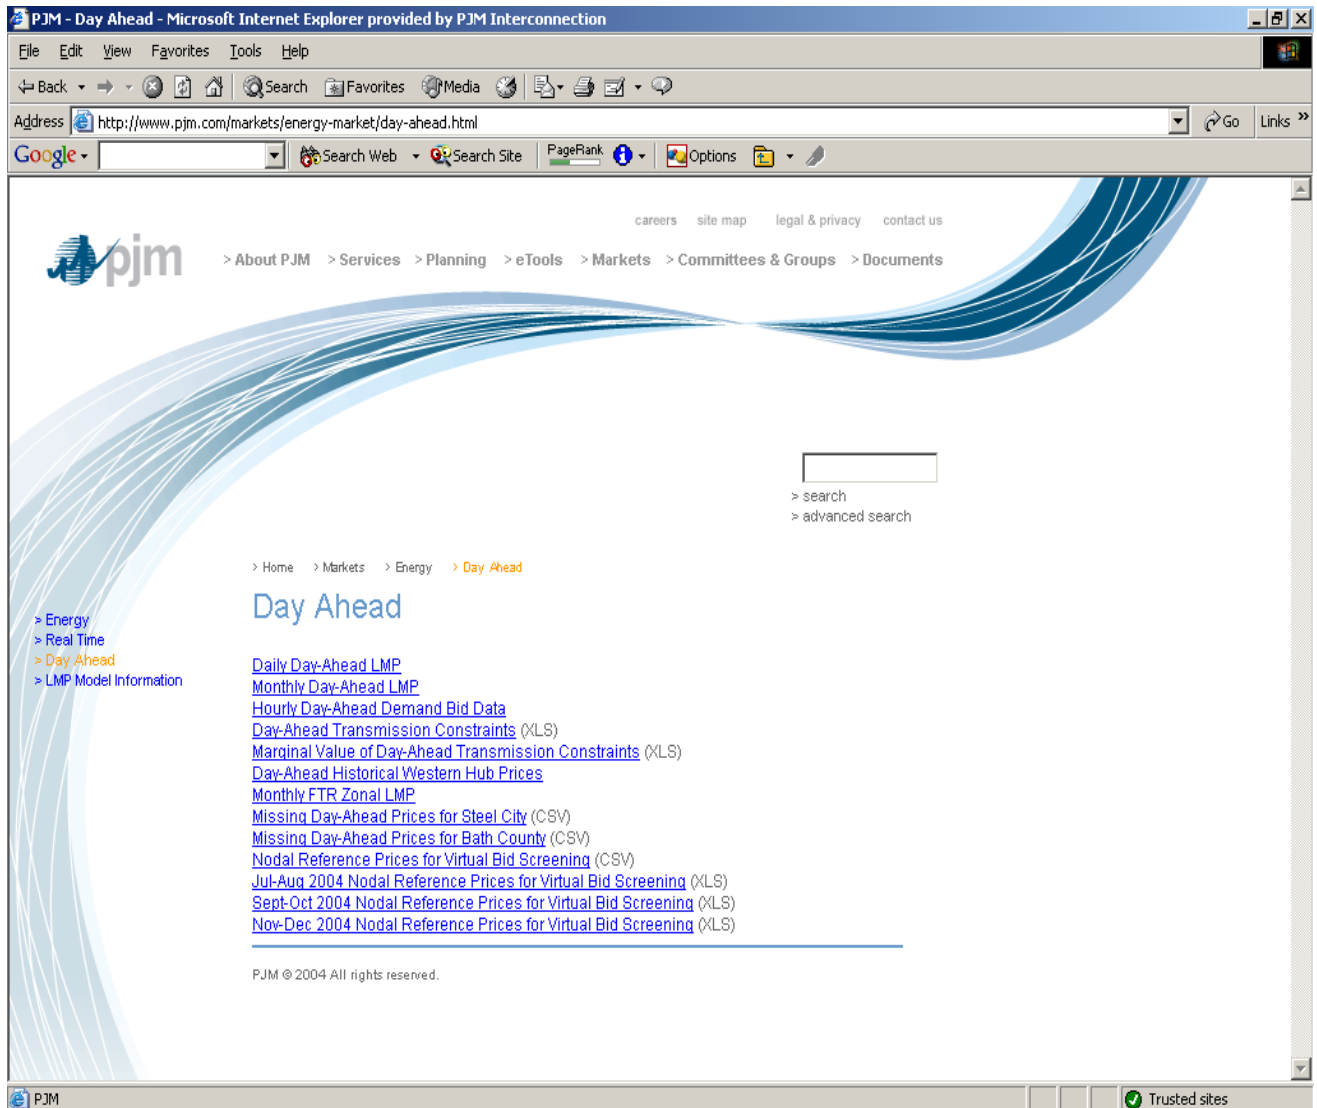 PJM - Day Ahead - Microsoft Internet Explorer provided by PJM Interconnection
File Edit View Favorites Tools Help
Back Search Favorites Media
Address http://www.pjm.com/markets/energy-market/day-ahead.html Go Links »
Google Search Web Search Site PageRank Options
careers site map legal & privacy contact us
pjm
> About PJM > Services > Planning > eTools > Markets > Committees & Groups > Documents
> search
> advanced search
> Home > Markets > Energy > Day Ahead
Day Ahead
> Energy
> Real Time
> Day Ahead
> LMP Model Information
Daily Day-Ahead LMP
Monthly Day-Ahead LMP
Hourly Day-Ahead Demand Bid Data
Day-Ahead Transmission Constraints (XLS)
Marginal Value of Day-Ahead Transmission Constraints (XLS)
Day-Ahead Historical Western Hub Prices
Monthly FTR Zonal LMP
Missing Day-Ahead Prices for Steel City (CSV)
Missing Day-Ahead Prices for Bath County (CSV)
Nodal Reference Prices for Virtual Bid Screening (CSV)
Jul-Aug 2004 Nodal Reference Prices for Virtual Bid Screening (XLS)
Sept-Oct 2004 Nodal Reference Prices for Virtual Bid Screening (XLS)
Nov-Dec 2004 Nodal Reference Prices for Virtual Bid Screening (XLS)
PJM © 2004 All rights reserved.
PJM Trusted sites